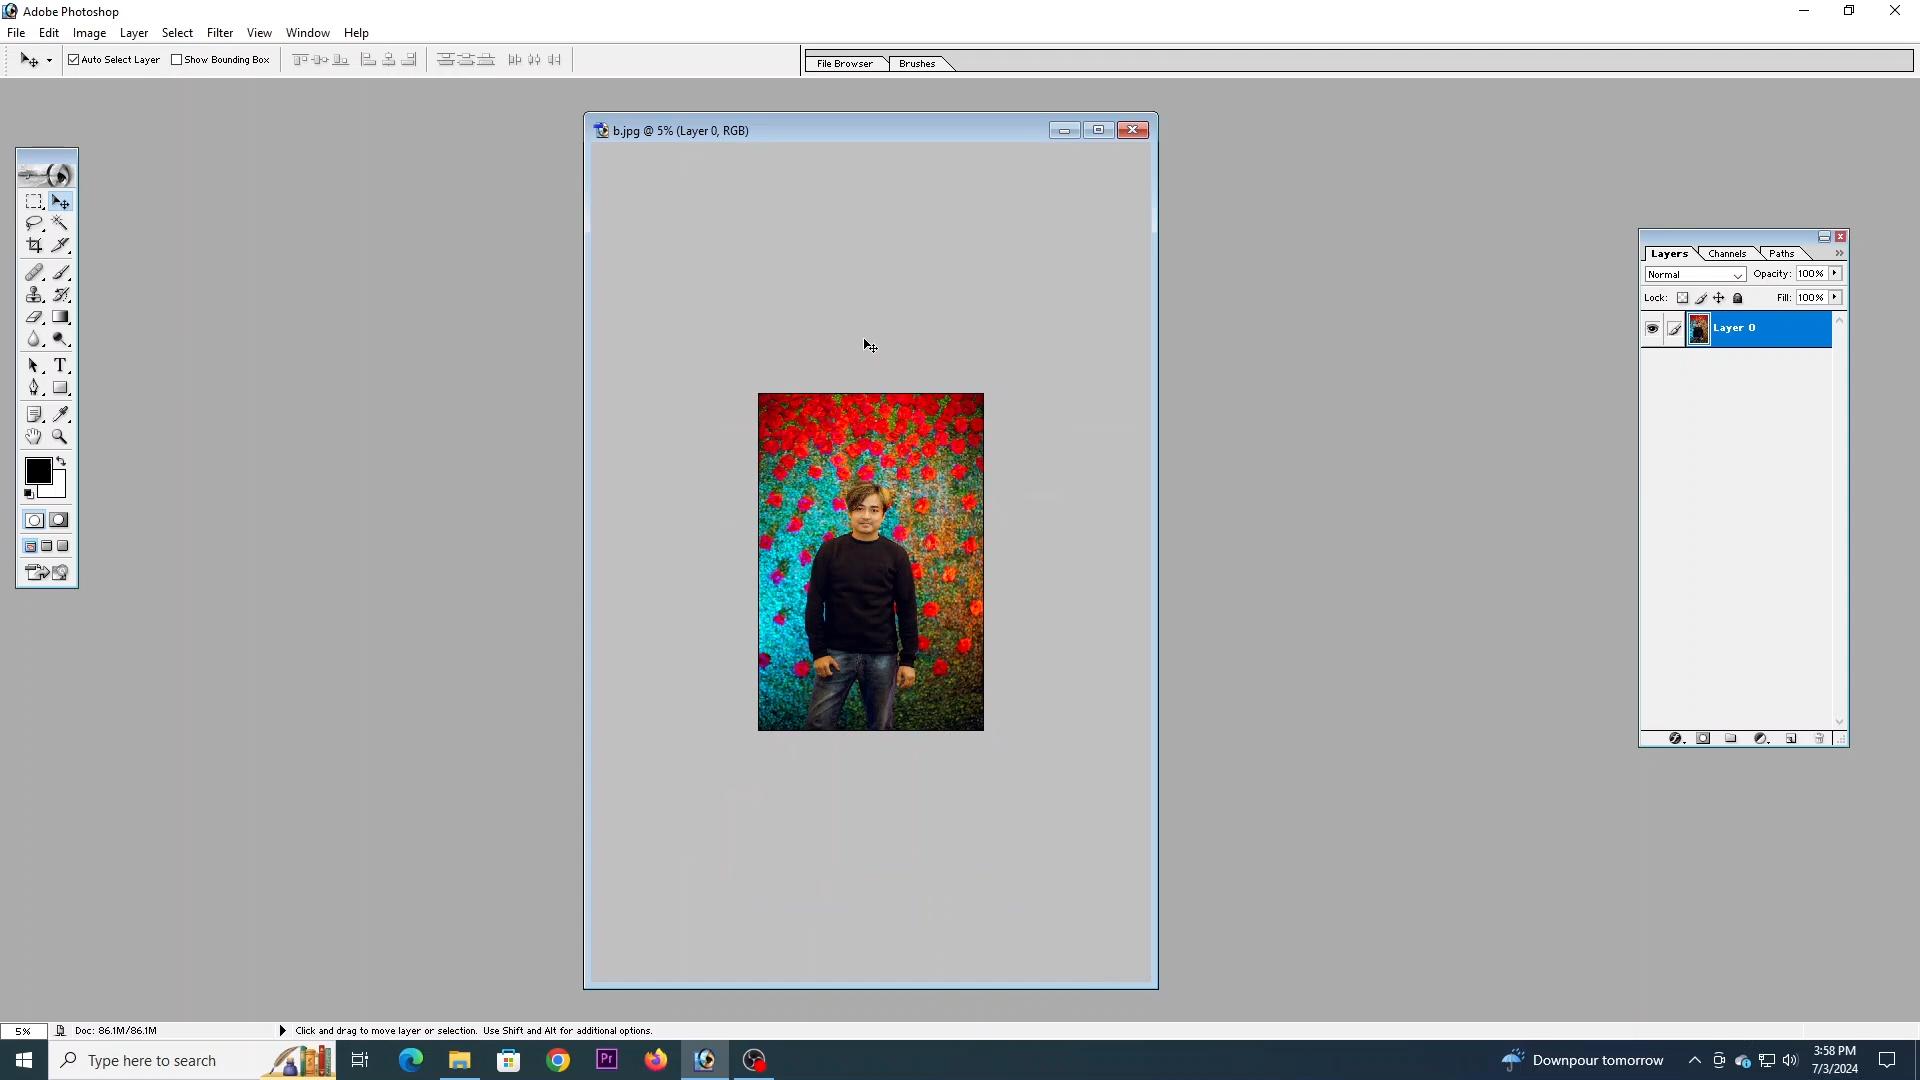 Adobe Photoshop
File Edit Image Layer Select Filter View Window Help
Auto Select Layer Show Bounding Box File Browser Brushes
b.jpg @ 5% (Layer 0, RGB)
Layers Channels Paths
Normal Opacity: 100%
Lock: Fill: 100%
Layer 0
T
5% Doc: 86.1M/86.1M Click and drag to move layer or selection. Use Shift and Alt for additional options.
Type here to search Pr Downpour tomorrow 3:58 PM
7/3/2024